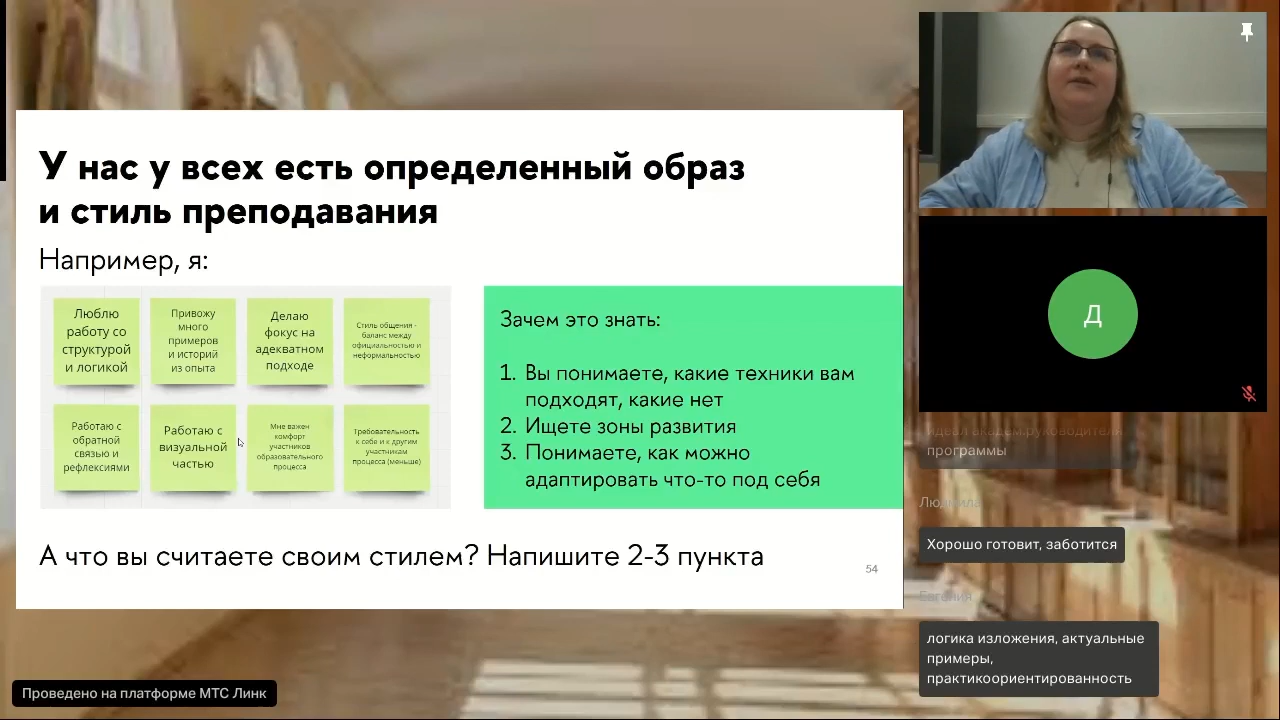 У нас у всех есть определенный образ
и стиль преподавания
Например, я:
Люблю
работу со
структурой
и логикой
Привожу
много
примеров
и историй
из опыта
Делаю
фокус на
адекватном
подходе
Стиль общения -
баланс между
официальностью и
неформальностью
Работаю с
обратной
связью и
рефлексиями
Работаю с
визуальной
частью
Мне важен
комфорт
участников
образовательного
процесса
Требовательность
к себе и к другим
участникам
процесса (меньше)
Зачем это знать:
1. Вы понимаете, какие техники вам
подходят, какие нет
2. Ищете зоны развития
3. Понимаете, как можно
адаптировать что-то под себя
А что вы считаете своим стилем? Напишите 2-3 пункта
54
Д
идеал академ.руководителя
программы
Людмила
Хорошо готовит, заботится
Евгения
логика изложения, актуальные
примеры,
практикоориентированность
Проведено на платформе МТС Линк